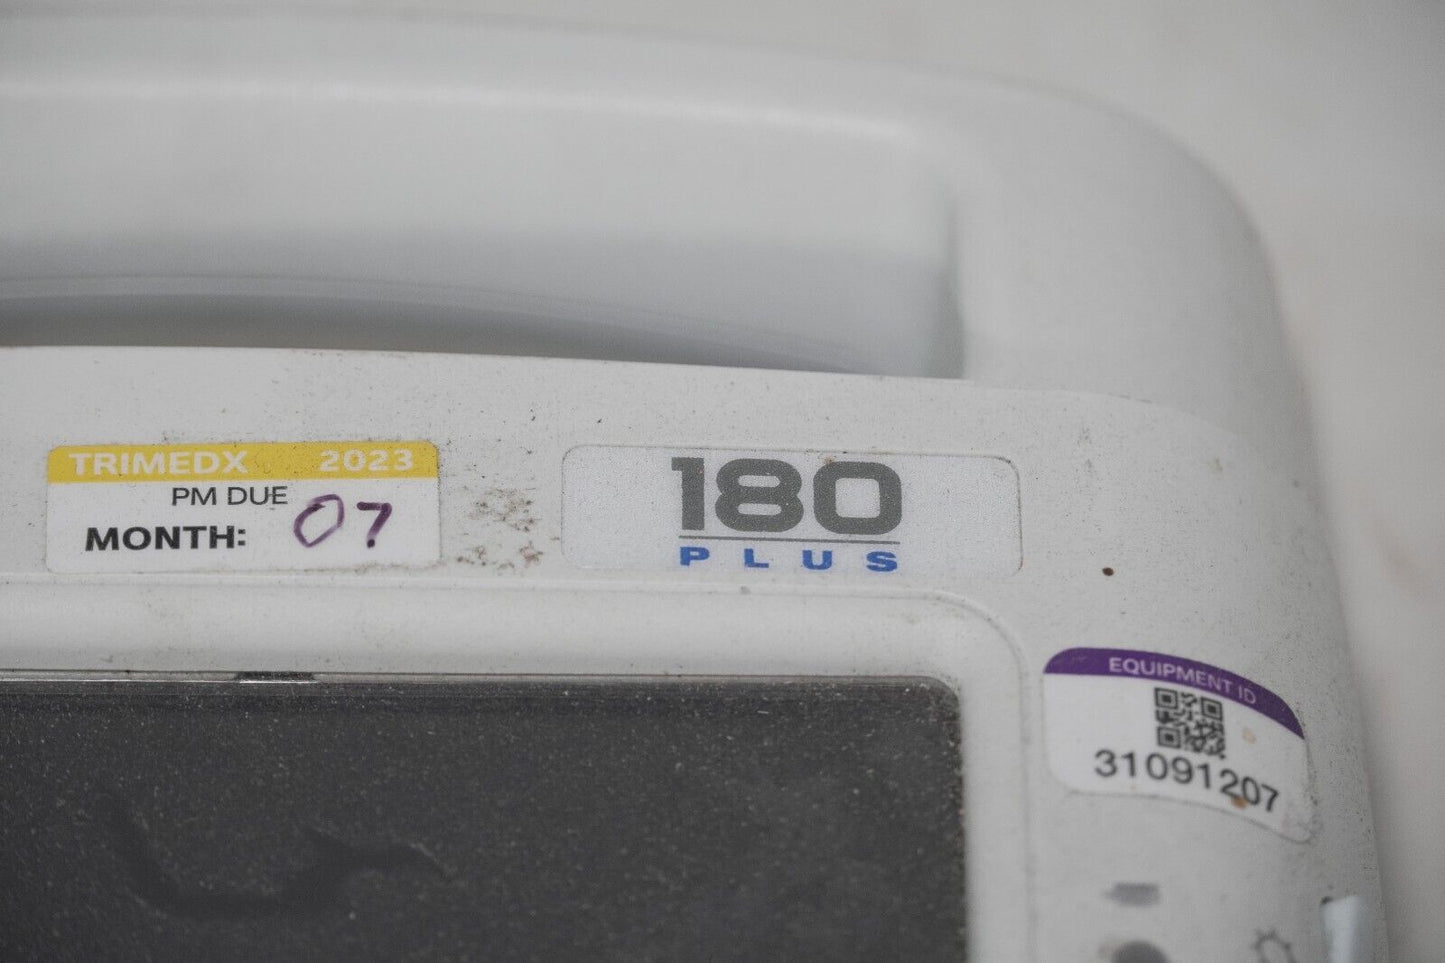 TRIMEDX 2023
PM DUE
MONTH: 07
180
PLUS
EQUIPMENT ID
31091207